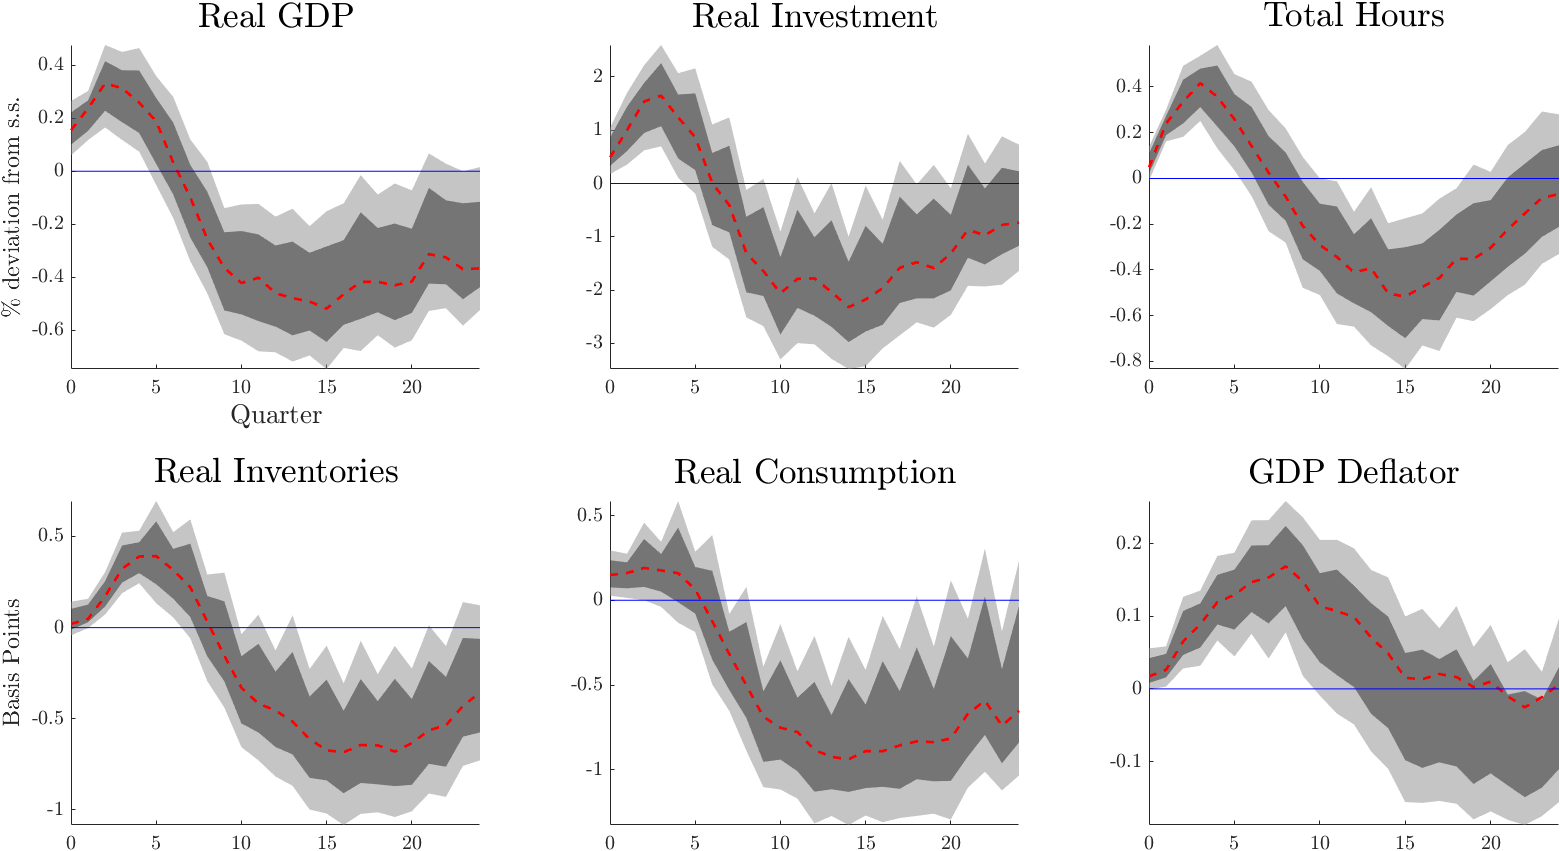 Real GDP
Real Investment
Total Hours
% deviation from s.s.
0.4
0.2
0
-0.2
-0.4
-0.6
0 5 10 15 20
Quarter
2
1
0
-1
-2
-3
0 5 10 15 20
0.4
0.2
0
-0.2
-0.4
-0.6
-0.8
0 5 10 15 20
Real Inventories
Real Consumption
GDP Deflator
Basis Points
0.5
0
-0.5
-1
0 5 10 15 20
0.5
0
-0.5
-1
0 5 10 15 20
0.2
0.1
0
-0.1
0 5 10 15 20